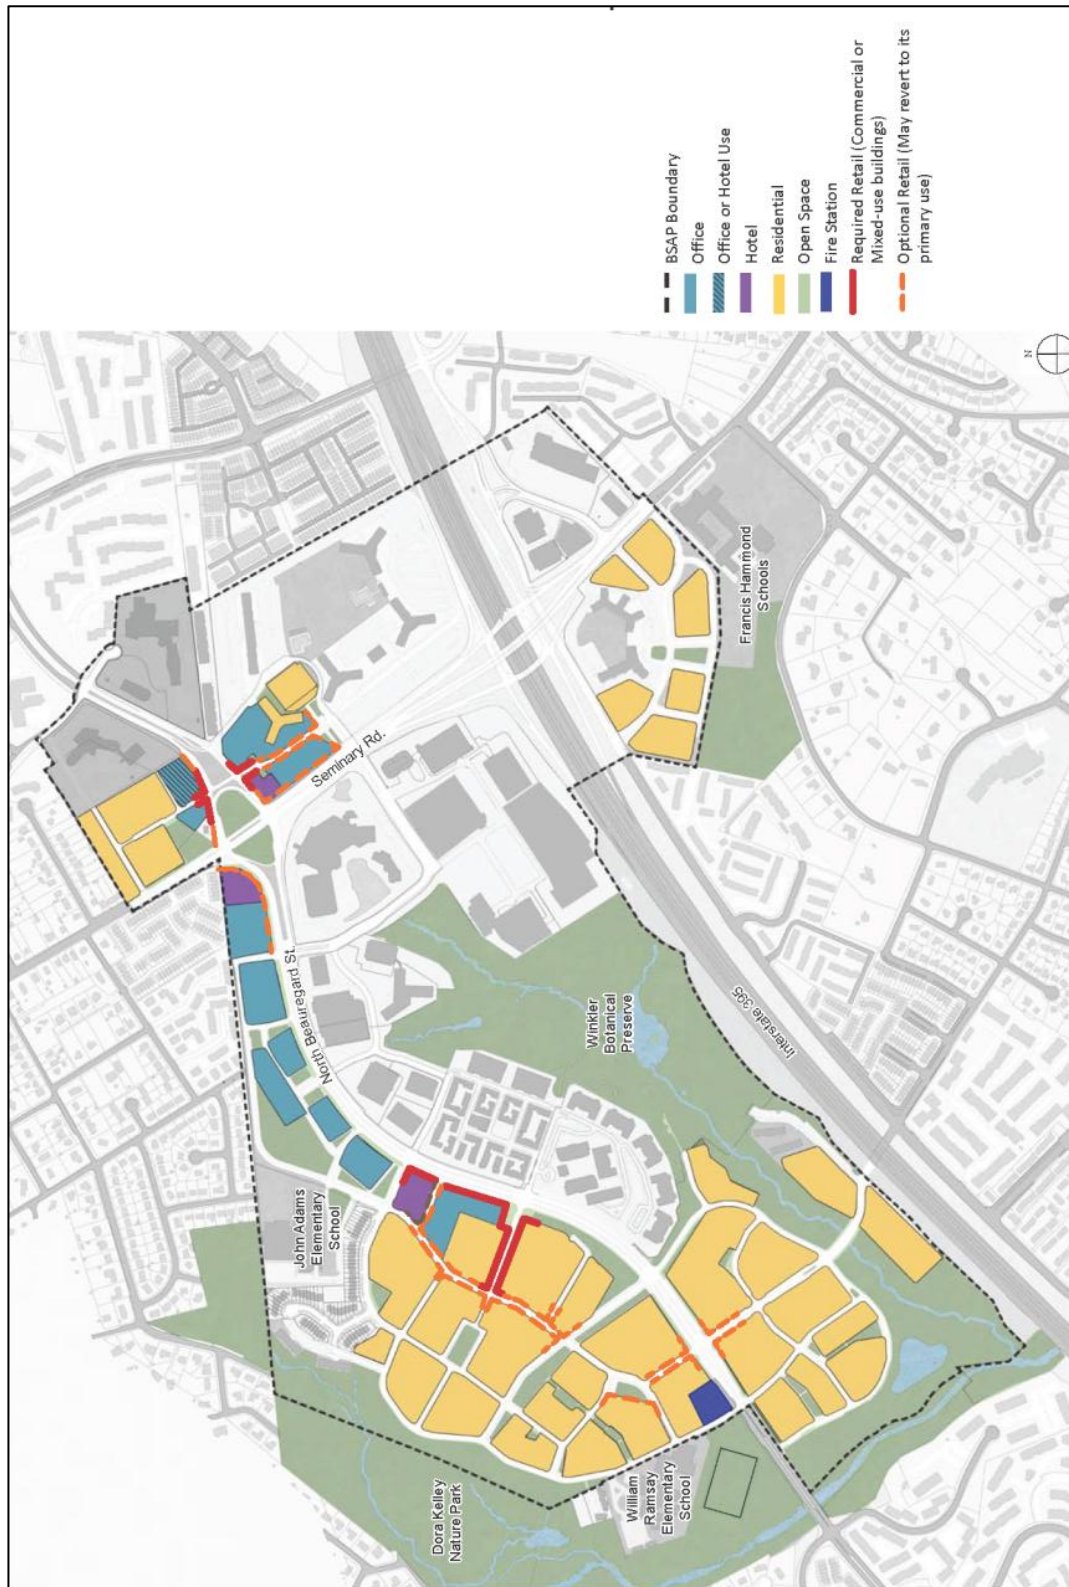 BSAP Boundary
Office
Office or Hotel Use
Hotel
Residential
Open Space
Fire Station
Required Retail (Commercial or
Mixed-use buildings)
Optional Retail (May revert to its
primary use)
N
Seminary Rd.
North Beauregard St.
Francis Hammond
Schools
John Adams
Elementary
School
Winkler
Botanical
Preserve
Interstate 395
Dora Kelley
Nature Park
William
Ramsay
Elementary
School